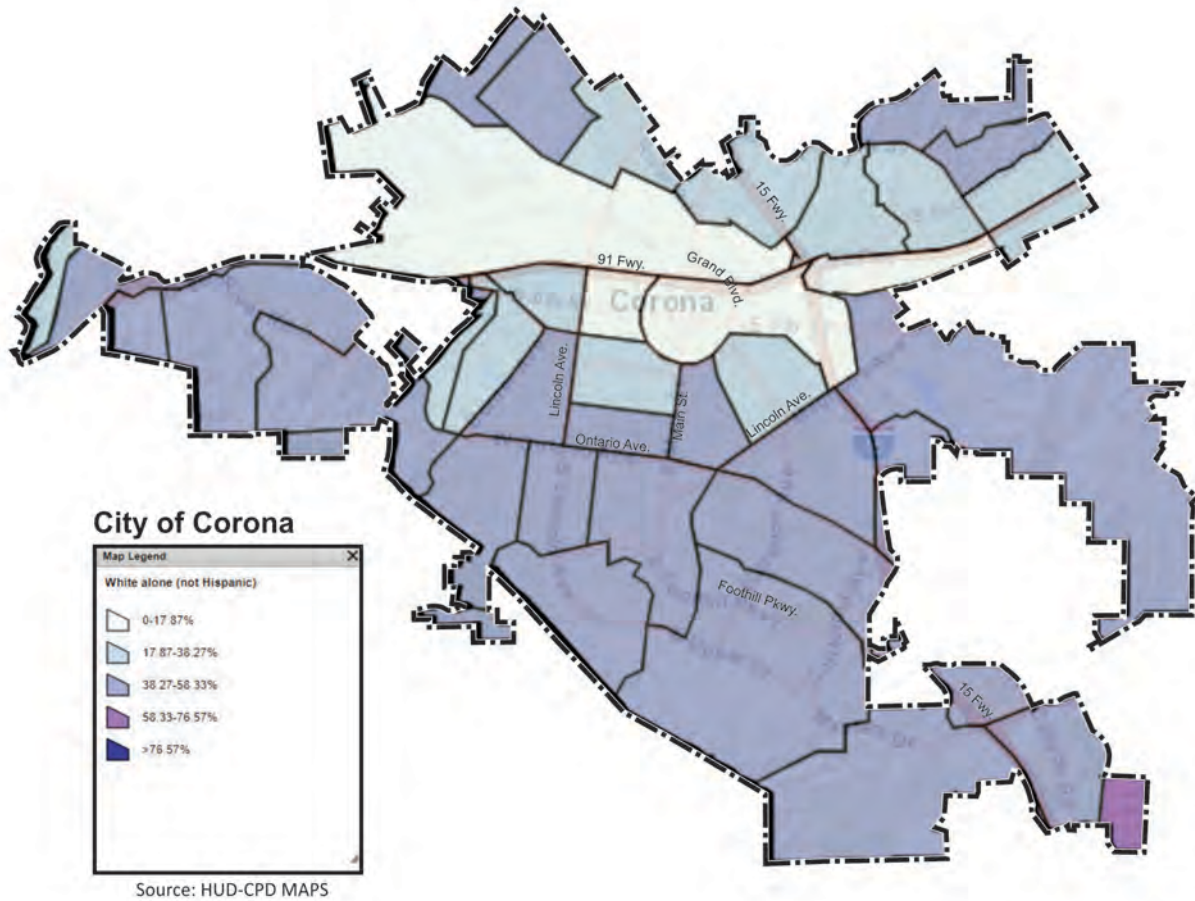 15 Fwy.
91 Fwy.
Grand Blvd.
Corona
Lincoln Ave.
Main St.
Lincoln Ave.
Ontario Ave.
Foothill Pkwy.
15 Fwy
City of Corona
Map Legend
White alone (not Hispanic)
0-17.87%
17.87-38.27%
38.27-58.33%
58.33-76.57%
>76.57%
Source: HUD-CPD MAPS